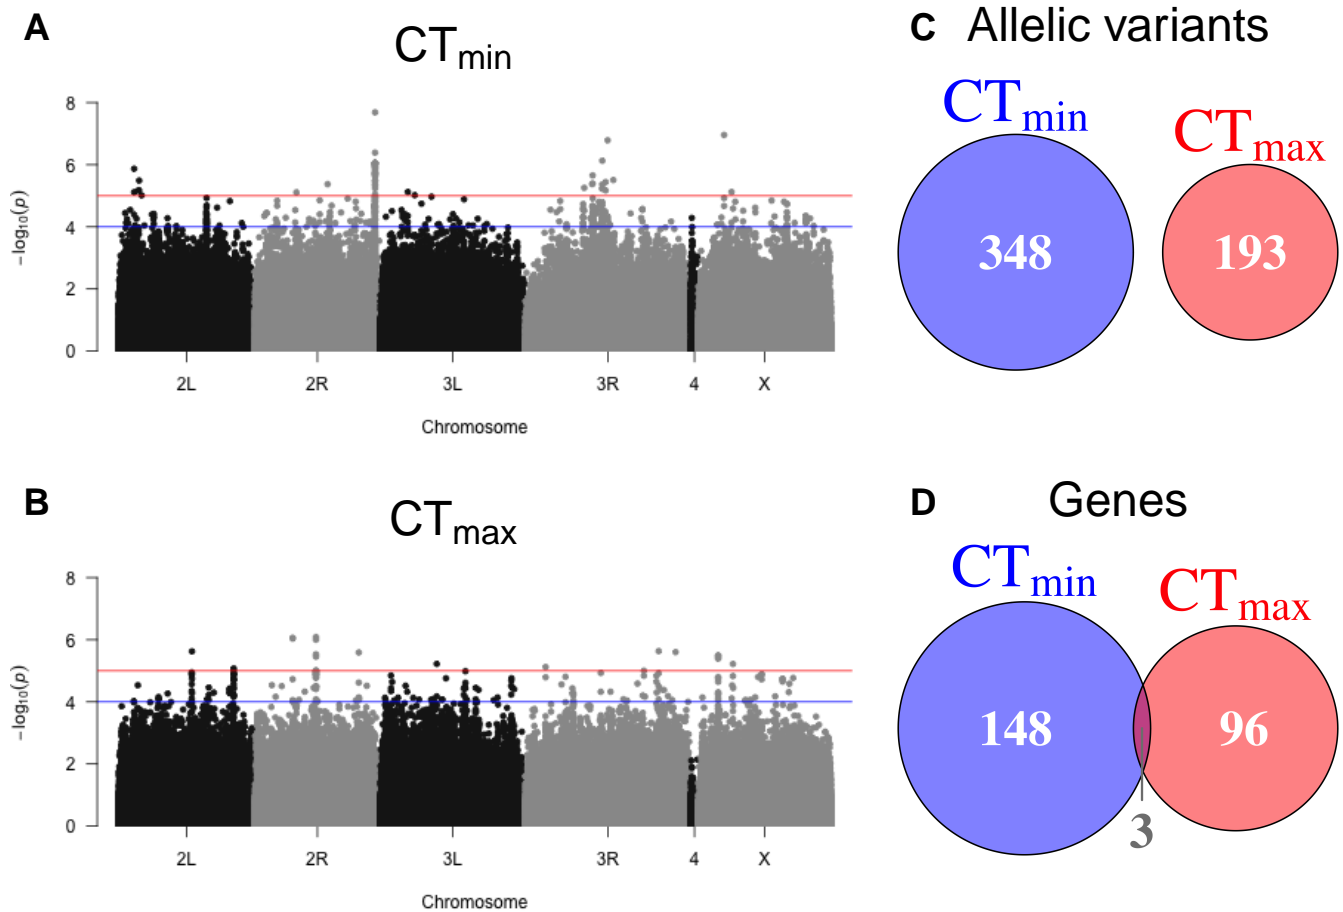 A
CTmin
8
6
4
2
0
−log10(p)
2L 2R 3L 3R 4 X
Chromosome
B
CTmax
8
6
4
2
0
−log10(p)
2L 2R 3L 3R 4 X
Chromosome
C Allelic variants
CTmin
CTmax
348 193
D Genes
CTmin
CTmax
148 96
3